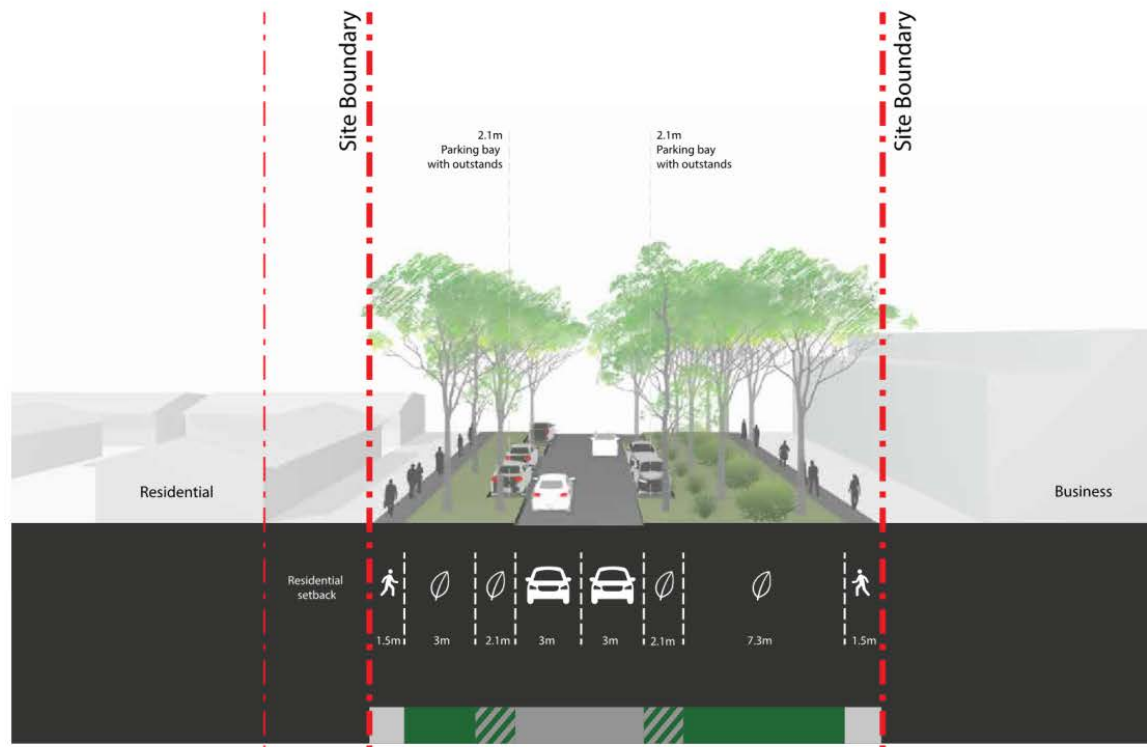 Site Boundary
Site Boundary
2.1m
Parking bay
with outstands
2.1m
Parking bay
with outstands
Residential
Business
Residential
setback
1.5m
3m
2.1m
3m
3m
2.1m
7.3m
1.5m